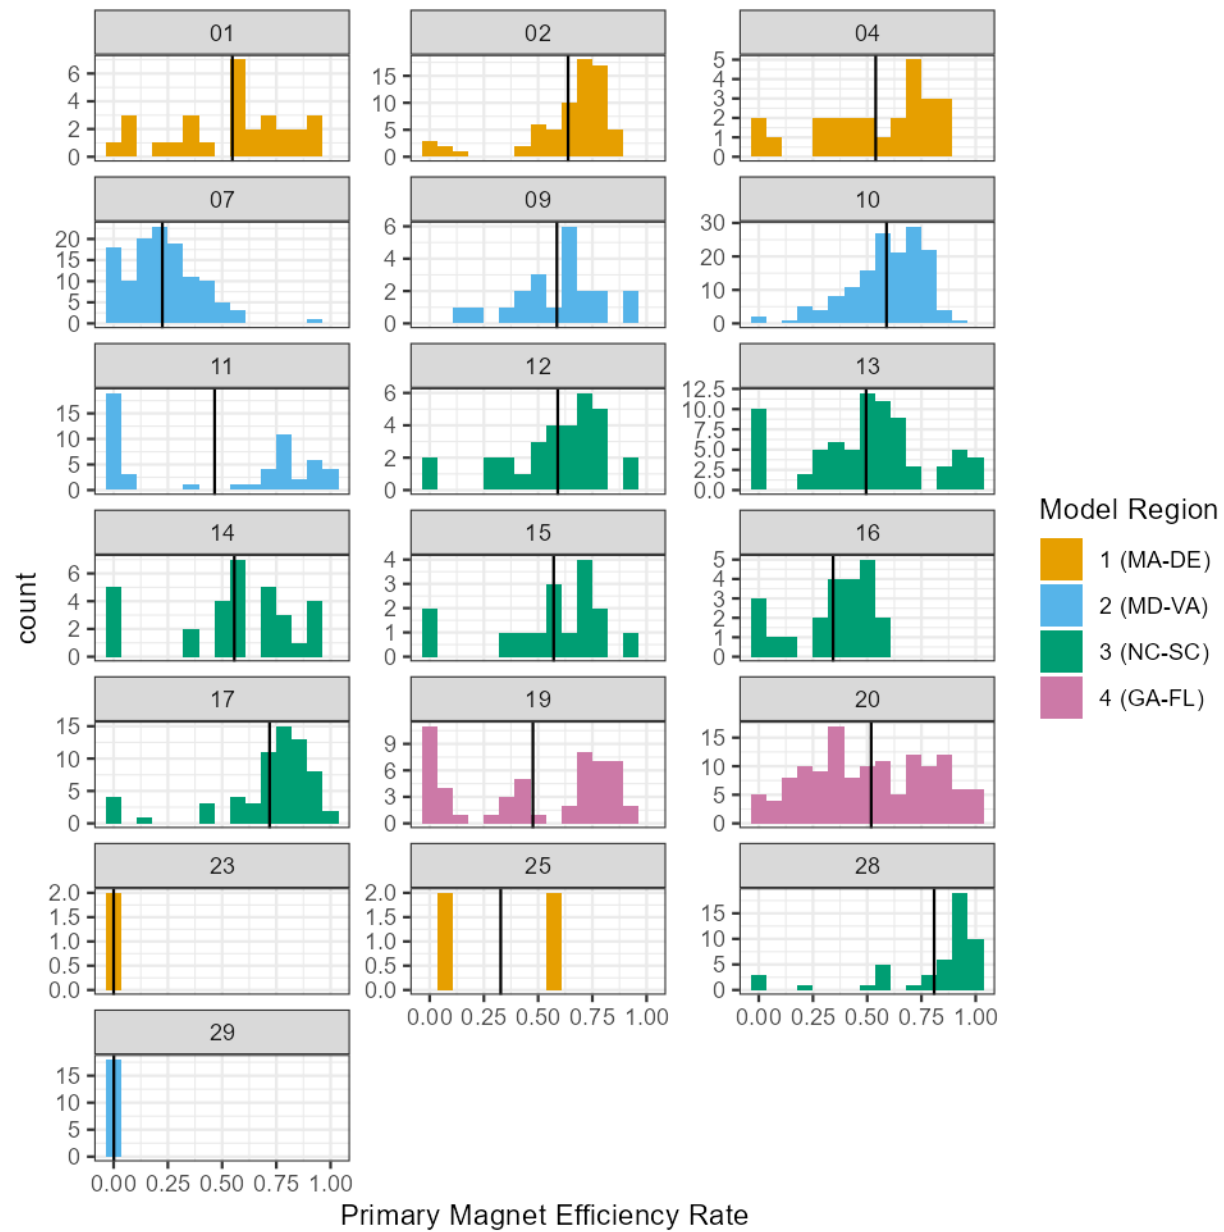 01 02 04
6 4 2 0
15 10 5 0
5 4 3 2 1 0
07 09 10
20 15 10 5 0
6 4 2 0
30 20 10 0
11 12 13
15 10 5 0
6 4 2 0
12.5 10.0 7.5 5.0 2.5 0.0
14 15 16
6 4 2 0
4 3 2 1 0
5 4 3 2 1 0
17 19 20
15 10 5 0
9 6 3 0
15 10 5 0
23 25 28
2.0 1.5 1.0 0.5 0.0
2.0 1.5 1.0 0.5 0.0
15 10 5 0
0.00 0.25 0.50 0.75 1.00
0.00 0.25 0.50 0.75 1.00
29
15 10 5 0
0.00 0.25 0.50 0.75 1.00
count
Primary Magnet Efficiency Rate
Model Region
1 (MA-DE)
2 (MD-VA)
3 (NC-SC)
4 (GA-FL)